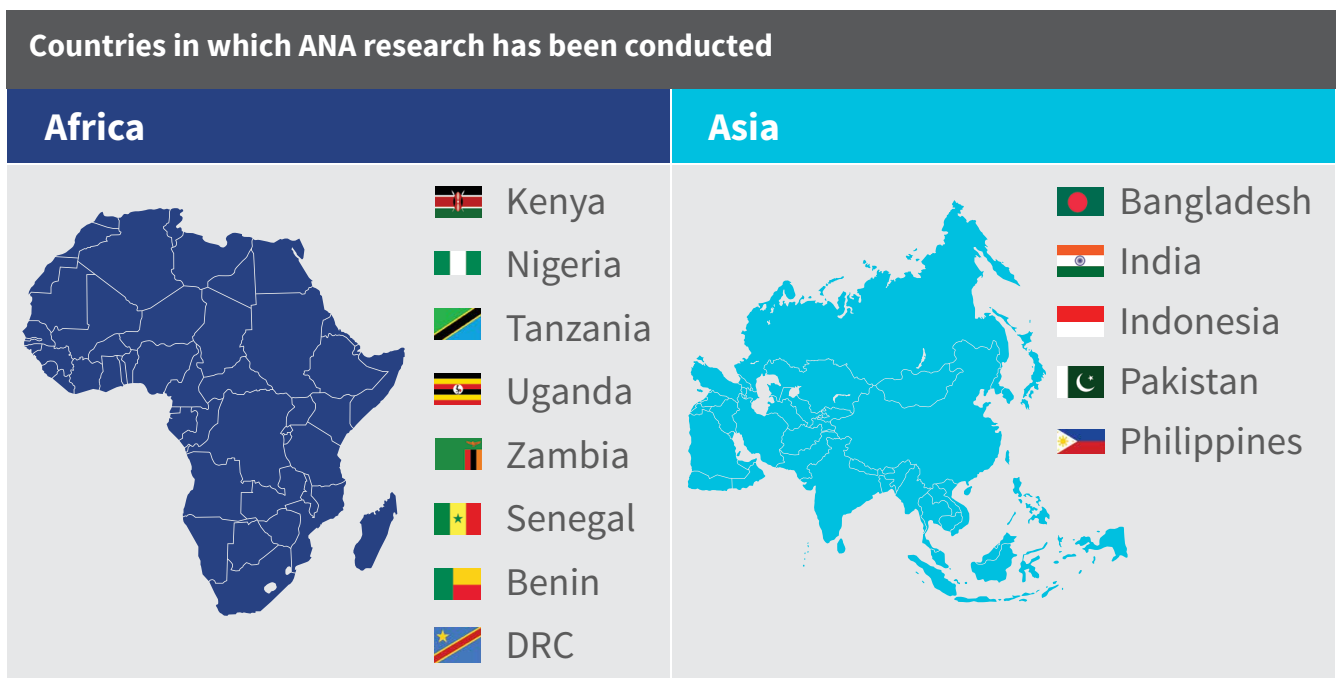 Countries in which ANA research has been conducted
Africa
Kenya
Nigeria
Tanzania
Uganda
Zambia
Senegal
Benin
DRC
Asia
Bangladesh
India
Indonesia
Pakistan
Philippines